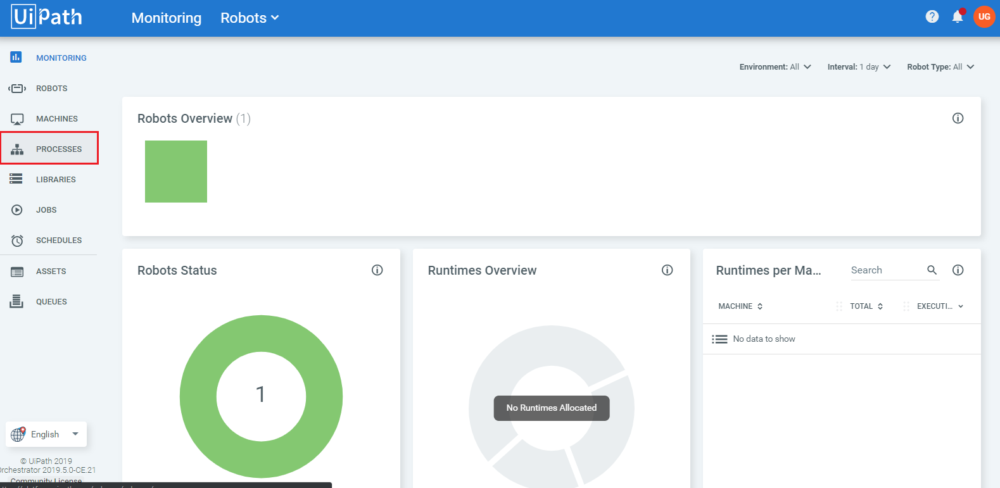 UiPath
Monitoring Robots
UG
MONITORING
ROBOTS
MACHINES
PROCESSES
LIBRARIES
JOBS
SCHEDULES
ASSETS
QUEUES
English
© UiPath 2019
rchestrator 2019.5.0-CE.21
Community License
Environment: All Interval: 1 day Robot Type: All
Robots Overview (1)
Robots Status
1
Runtimes Overview
No Runtimes Allocated
Runtimes per Ma... Search
MACHINE TOTAL EXECUTI...
No data to show